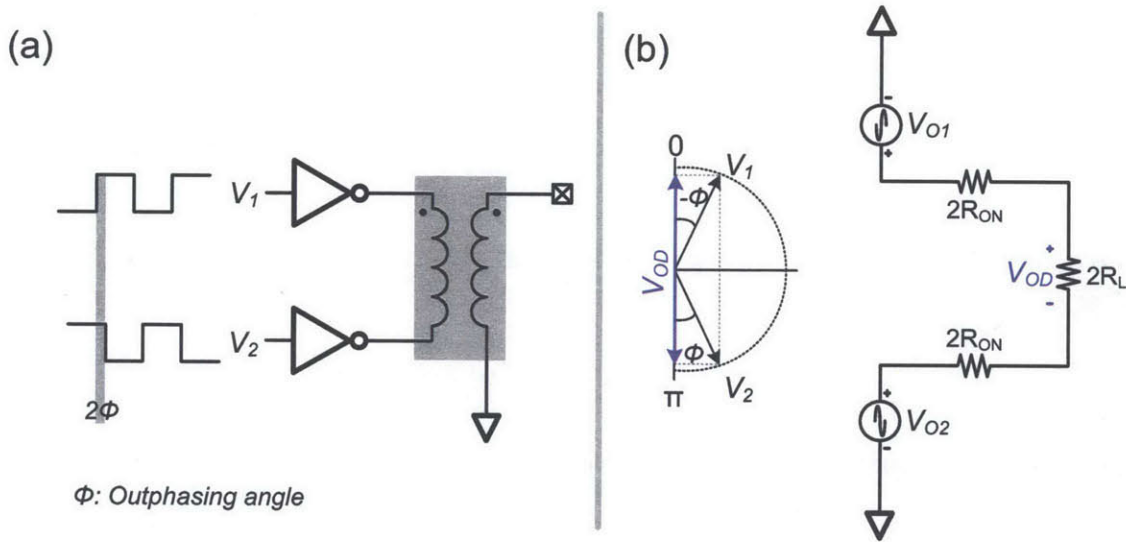 (a)
V1
V2
2Φ
Φ: Outphasing angle
(b)
0
V1
-Φ
VOD
Φ
V2
π
-
VO1
+
2RON
+
VOD
2RL
-
2RON
+
VO2
-